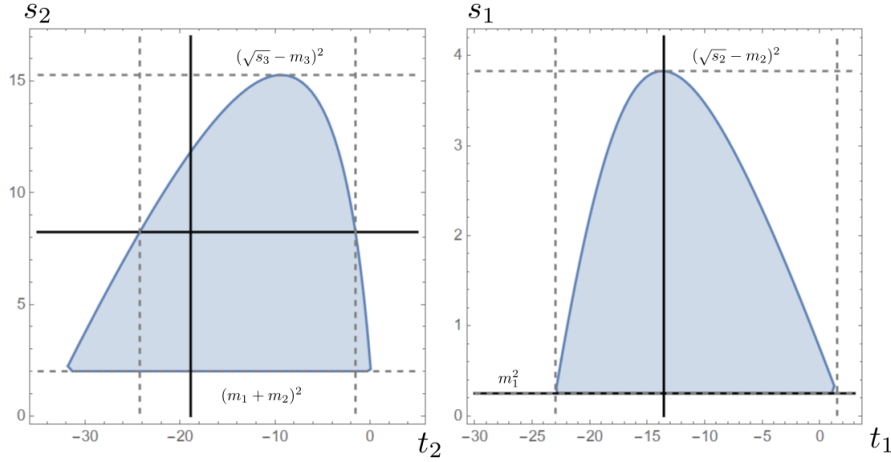 s₂
(√s₃ − m₃)²
15
10
5
0
(m₁ + m₂)²
−30 −20 −10 0
t₂
s₁
(√s₂ − m₂)²
4
3
2
1
0
m₁²
−30 −25 −20 −15 −10 −5 0
t₁